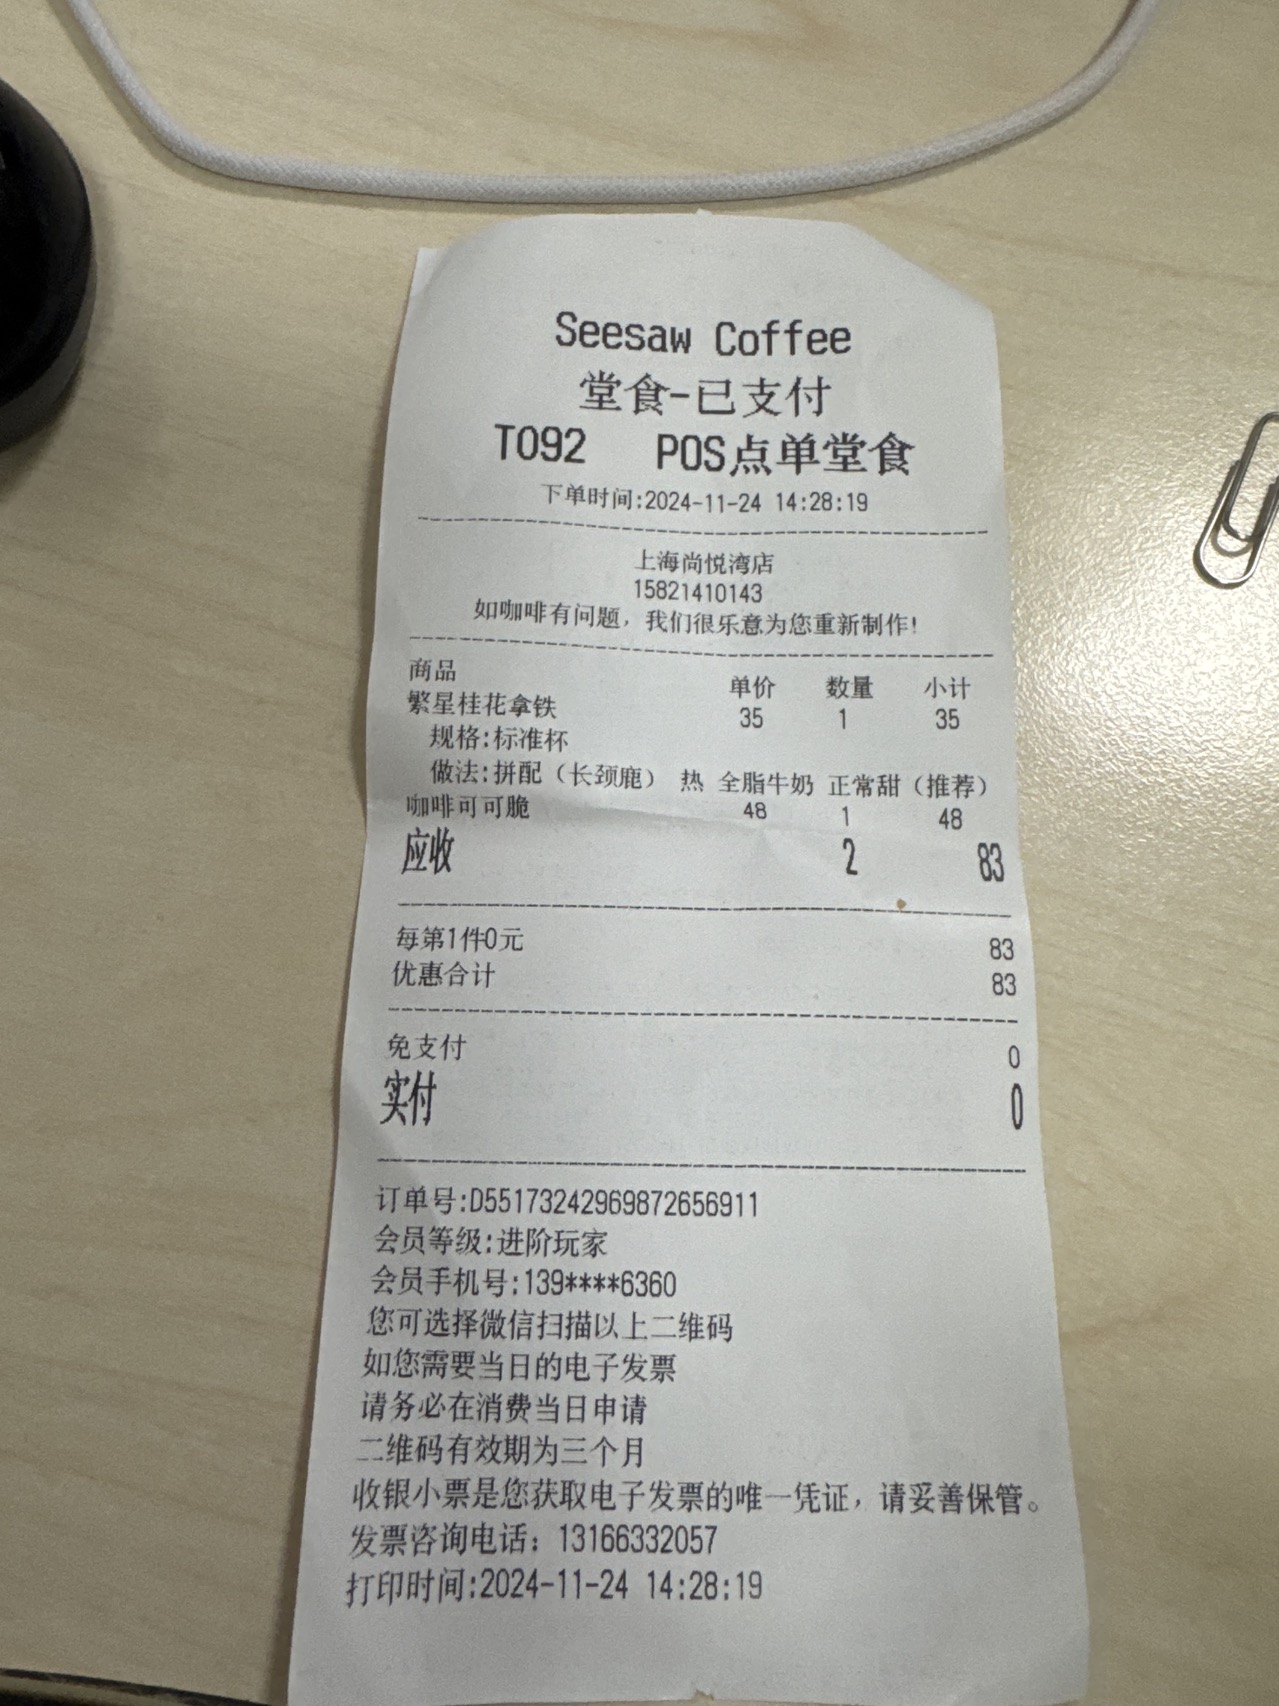 Seesaw Coffee
堂食-已支付
T092 POS点单堂食
下单时间:2024-11-24 14:28:19
上海尚悦湾店
15821410143
如咖啡有问题，我们很乐意为您重新制作!
商品 单价 数量 小计
繁星桂花拿铁 35 1 35
规格:标准杯
做法:拼配（长颈鹿） 热 全脂牛奶 正常甜（推荐）
咖啡可可脆 48 1 48
应收 2 83
每第1件0元 83
优惠合计 83
免支付 0
实付 0
订单号:D55173242969872656911
会员等级:进阶玩家
会员手机号:139****6360
您可选择微信扫描以上二维码
如您需要当日的电子发票
请务必在消费当日申请
二维码有效期为三个月
收银小票是您获取电子发票的唯一凭证，请妥善保管。
发票咨询电话：13166332057
打印时间:2024-11-24 14:28:19